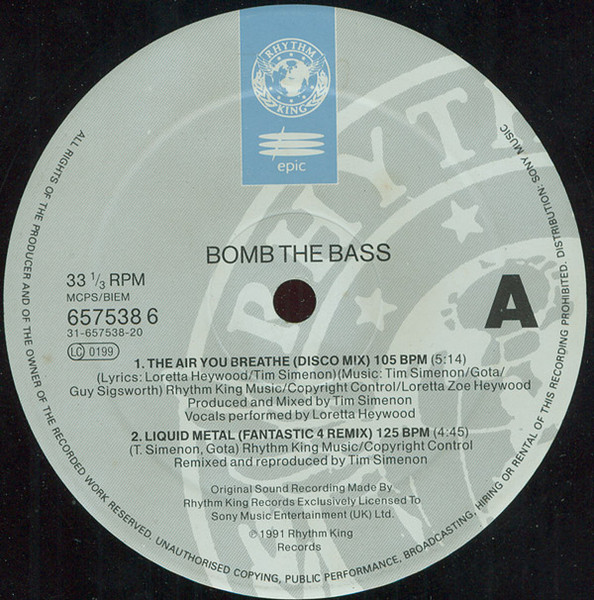 RHYTHM
KING
epic
BOMB THE BASS
33 1/3 RPM
MCPS/BIEM
657538 6
31-657538-20
LC 0199
A
1. THE AIR YOU BREATHE (DISCO MIX) 105 BPM (5:14)
(Lyrics: Loretta Heywood/Tim Simenon)(Music: Tim Simenon/Gota/
Guy Sigsworth) Rhythm King Music/Copyright Control/Loretta Zoe Heywood
Produced and Mixed by Tim Simenon
Vocals performed by Loretta Heywood
2. LIQUID METAL (FANTASTIC 4 REMIX) 125 BPM (4:45)
(T. Simenon, Gota) Rhythm King Music/Copyright Control
Remixed and reproduced by Tim Simenon
Original Sound Recording Made By
Rhythm King Records Exclusively Licensed To
Sony Music Entertainment (UK) Ltd.
℗ 1991 Rhythm King
Records
ALL RIGHTS OF THE PRODUCER AND OF THE OWNER OF THE RECORDED WORK RESERVED. UNAUTHORISED COPYING, PUBLIC PERFORMANCE, BROADCASTING, HIRING OR RENTAL OF THIS RECORDING PROHIBITED. DISTRIBUTION: SONY MUSIC
RHYTHM